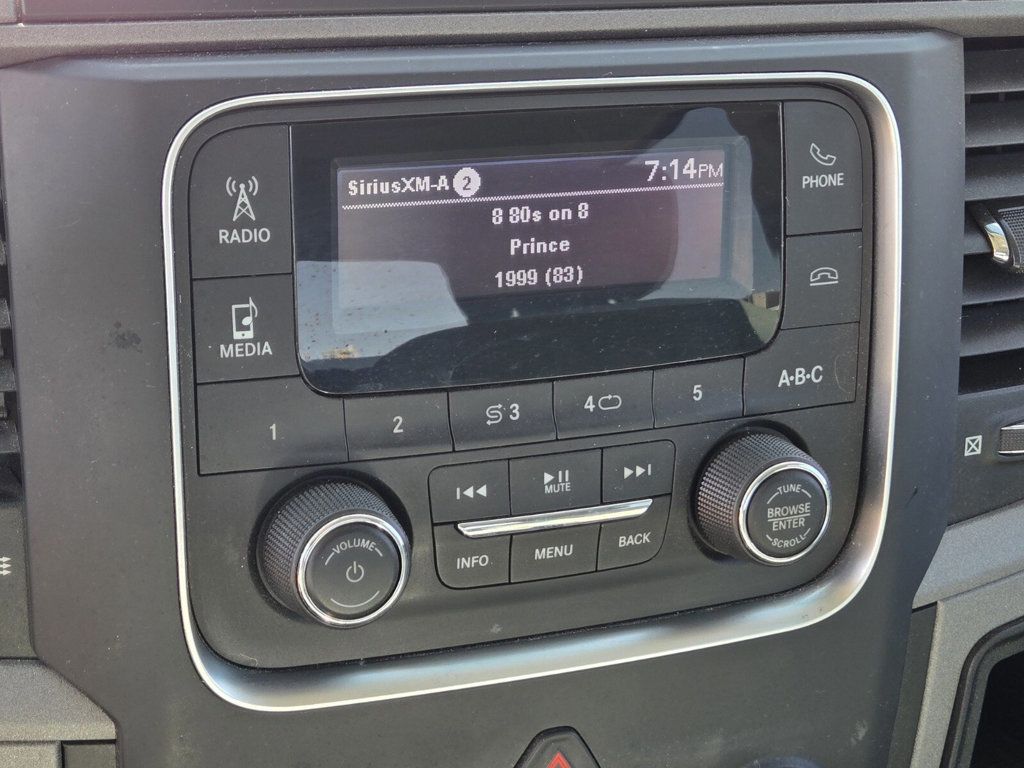 SiriusXM-A 2 7:14PM
8 80s on 8
Prince
1999 (83)
RADIO
MEDIA
PHONE
1 2 3 4 5 A·B·C
MUTE
INFO MENU BACK
VOLUME
TUNE
BROWSE
ENTER
SCROLL